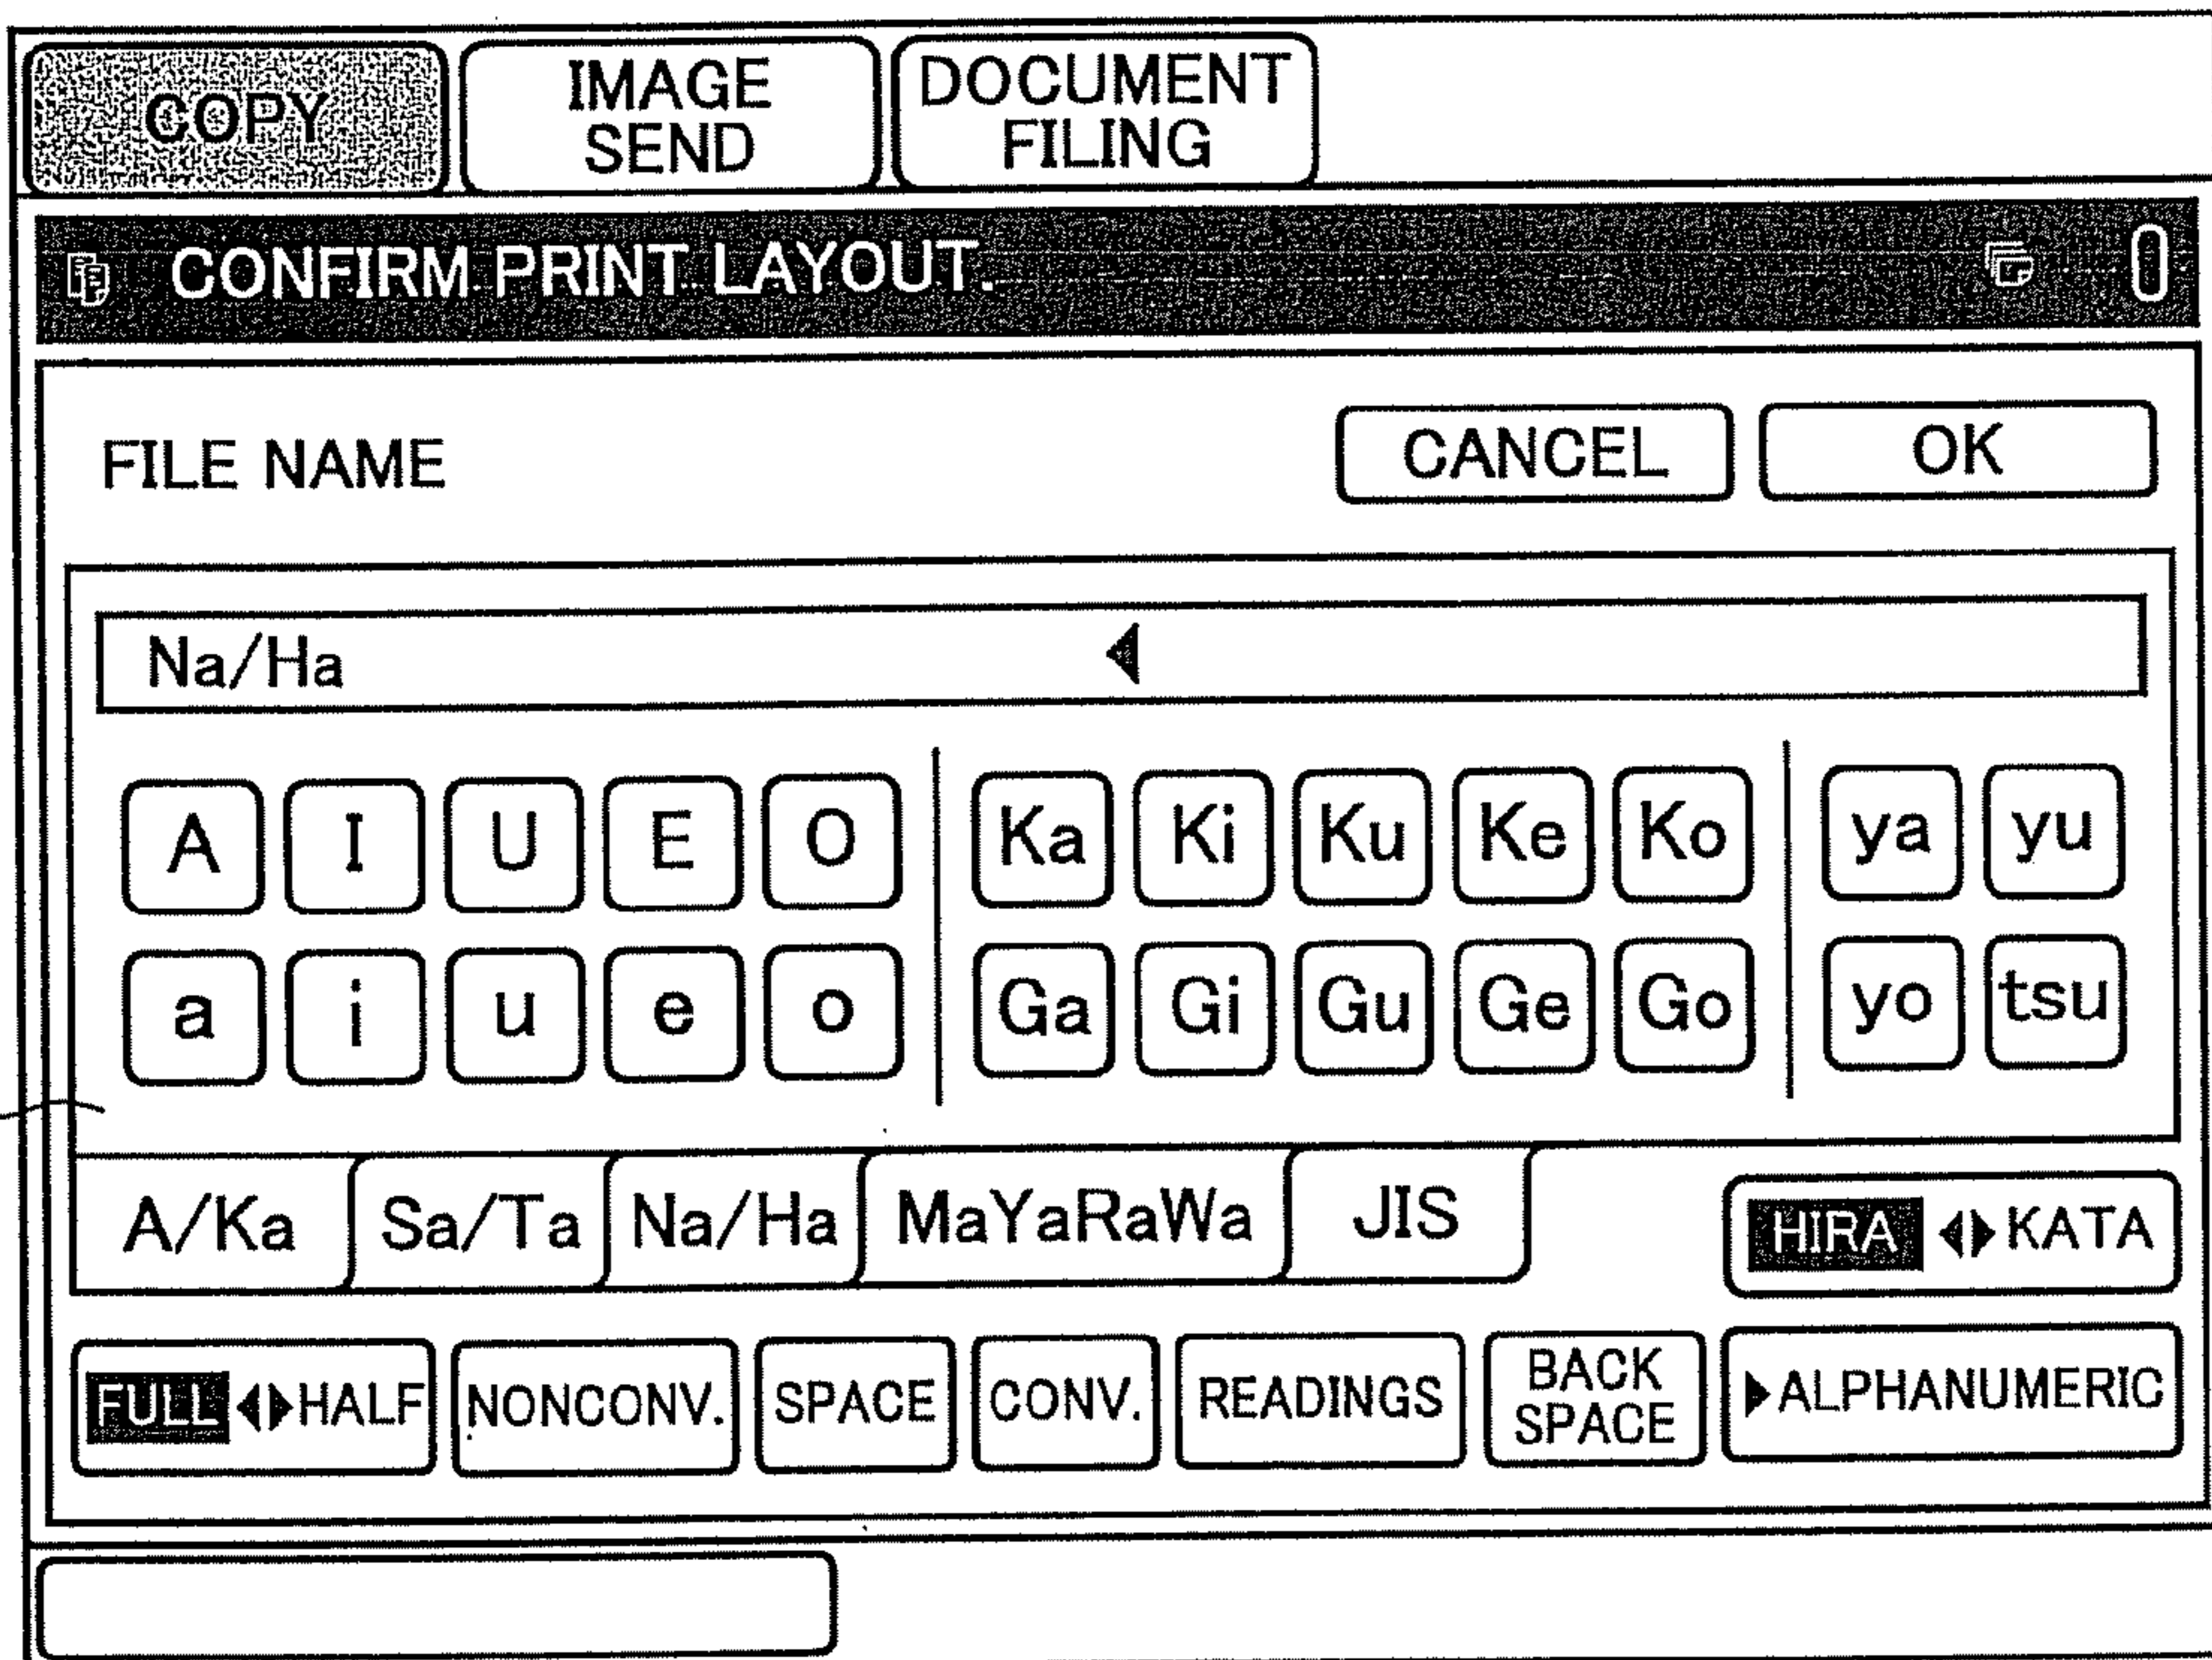 COPY IMAGE SEND DOCUMENT FILING
CONFIRM PRINT LAYOUT. 0
FILE NAME CANCEL OK
Na/Ha
A I U E O Ka Ki Ku Ke Ko ya yu
a i u e o Ga Gi Gu Ge Go yo tsu
A/Ka Sa/Ta Na/Ha MaYaRaWa JIS HIRA ◀▶ KATA
FULL ◀▶ HALF NONCONV. SPACE CONV. READINGS BACK SPACE ▶ALPHANUMERIC